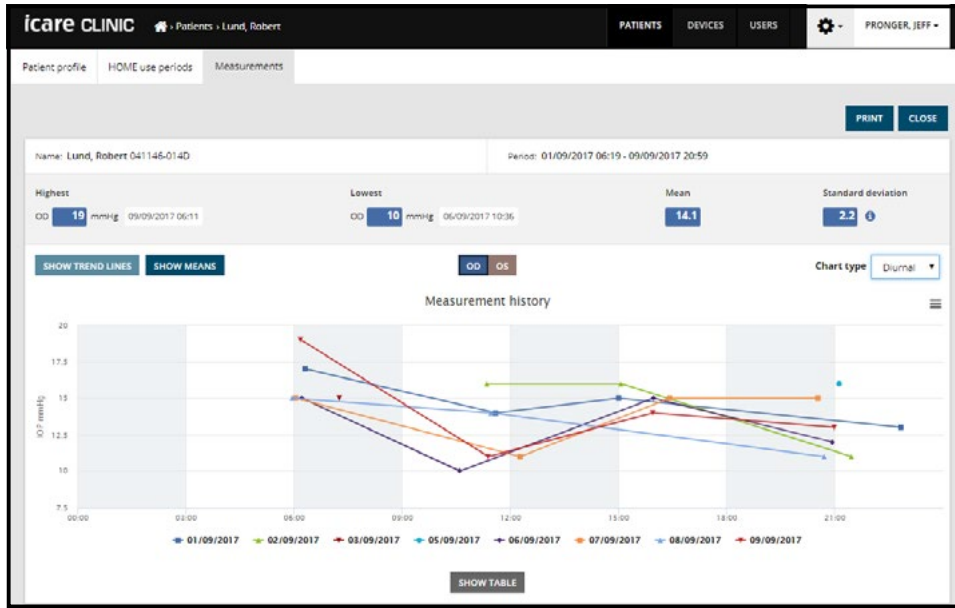 icare CLINIC › Patients › Lund, Robert PATIENTS DEVICES USERS PRONGER, JEFF
Patient profile HOME use periods Measurements
PRINT CLOSE
Name: Lund, Robert 041146-014D Period: 01/09/2017 06:19 - 09/09/2017 20:59
Highest Lowest Mean Standard deviation
OD 19 mmHg 09/09/2017 06:11 OD 10 mmHg 06/09/2017 10:36 14.1 2.2
SHOW TREND LINES SHOW MEANS OD OS Chart type Diurnal
Measurement history
20
17.5
15
12.5
10
7.5
IOP mmHg
00:00 03:00 06:00 09:00 12:00 15:00 18:00 21:00
01/09/2017 02/09/2017 03/09/2017 05/09/2017 06/09/2017 07/09/2017 08/09/2017 09/09/2017
SHOW TABLE